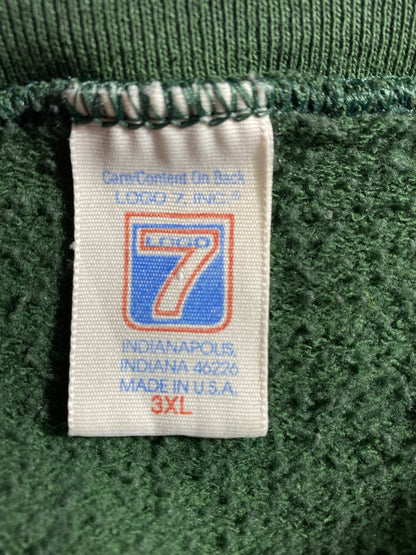 Care/Content On Back
LOGO 7, INC.®
LOGO
7
INDIANAPOLIS,
INDIANA 46226
MADE IN U.S.A.
3XL